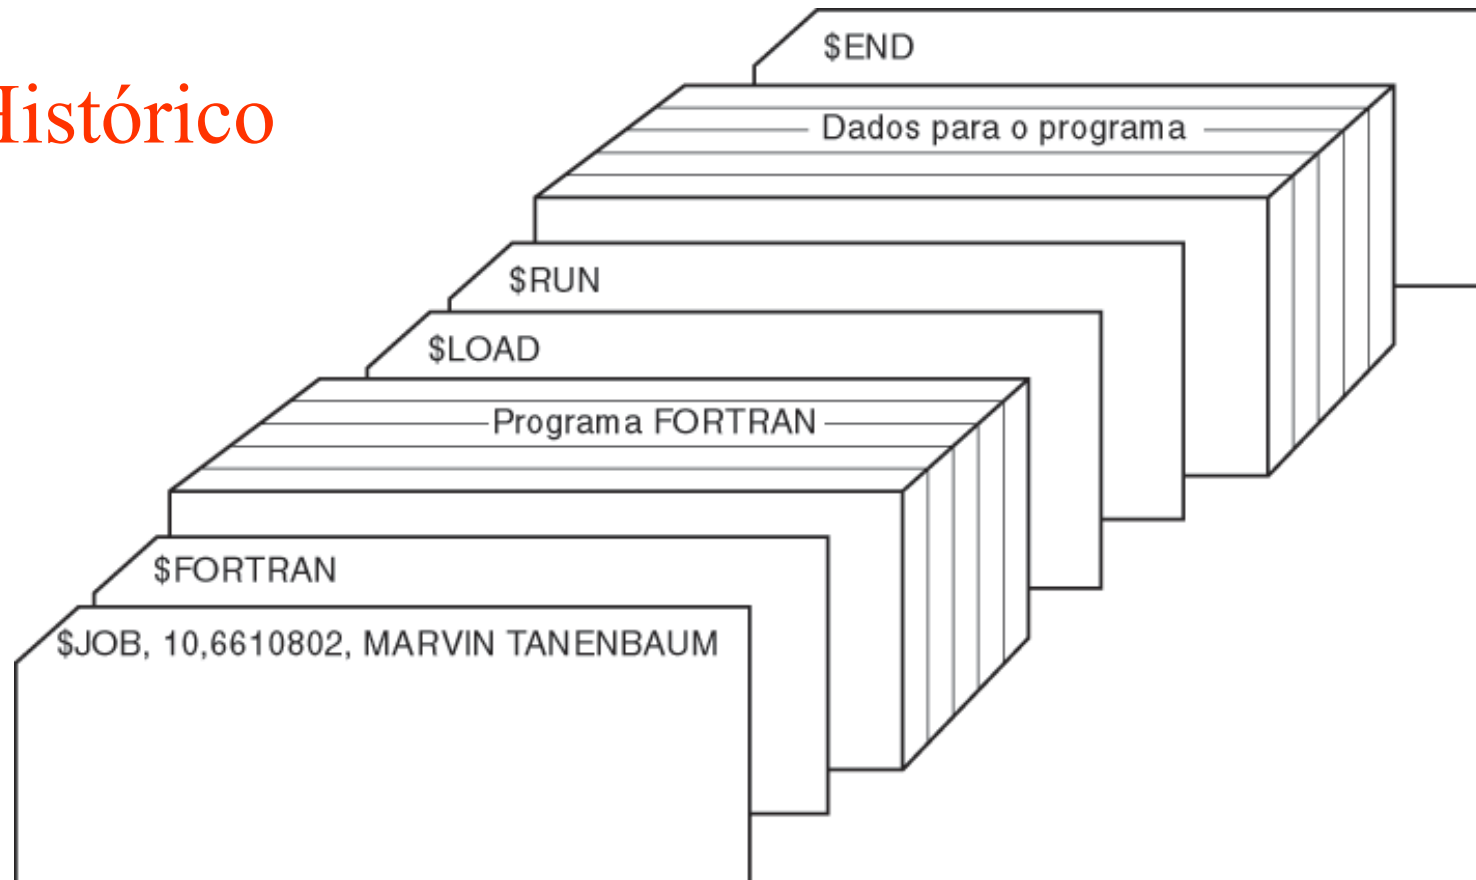 Histórico
$END
Dados para o programa
$RUN
$LOAD
Programa FORTRAN
$FORTRAN
$JOB, 10,6610802, MARVIN TANENBAUM